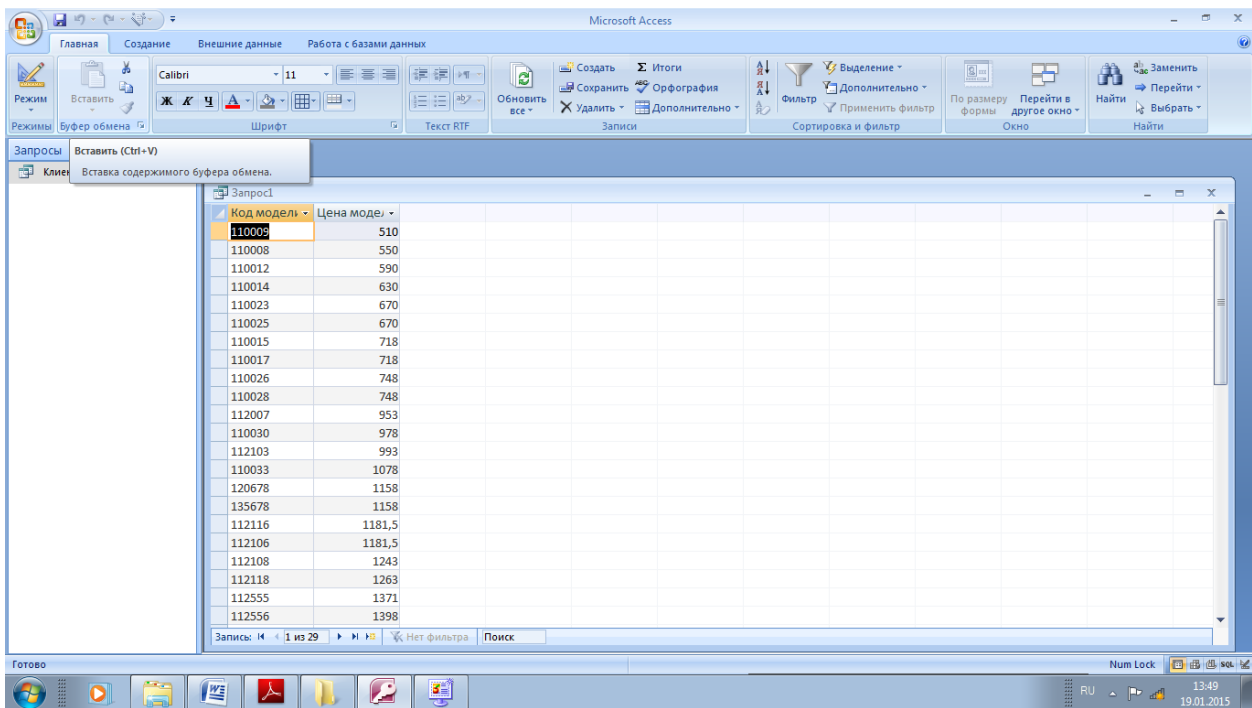 Microsoft Access
Главная Создание Внешние данные Работа с базами данных
Режим
Вставить
Calibri 11
Ж К Ч А
Обновить все
Создать Σ Итоги
Сохранить Орфография
Удалить Дополнительно
Фильтр
Выделение
Дополнительно
Применить фильтр
По размеру формы
Перейти в другое окно
Найти
Заменить
Перейти
Выбрать
Режимы Буфер обмена Шрифт Текст RTF Записи Сортировка и фильтр Окно Найти
Запросы
Вставить (Ctrl+V)
Вставка содержимого буфера обмена.
Запрос1
Код модели Цена
110009 510
110008 550
110012 590
110014 630
110023 670
110025 670
110015 718
110017 718
110026 748
110028 748
112007 953
110030 978
112103 993
110033 1078
120678 1158
135678 1158
112116 1181,5
112106 1181,5
112108 1243
112118 1263
112555 1371
112556 1398
Запись: 1 из 29 Нет фильтра Поиск
Готово
Num Lock SQL
RU
13:49
19.01.2015